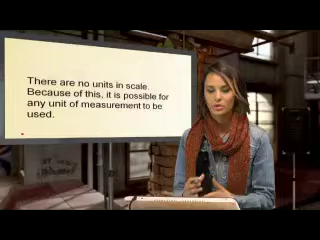 There are no units in scale.
Because of this, it is possible for
any unit of measurement to be
used.